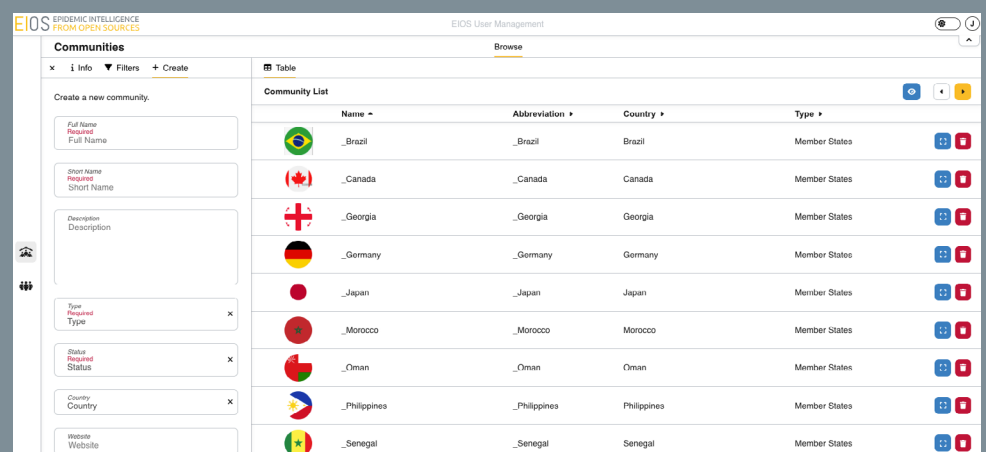 EIOS EPIDEMIC INTELLIGENCE
FROM OPEN SOURCES
EIOS User Management
J
Communities
Browse
× i Info Filters + Create
Table
Create a new community.
Community List
Name Abbreviation Country Type
Full Name
Required
Full Name
Short Name
Required
Short Name
Description
Description
Type
Required
Type ×
Status
Required
Status ×
Country
Country ×
Website
Website
_Brazil _Brazil Brazil Member States
_Canada _Canada Canada Member States
_Georgia _Georgia Georgia Member States
_Germany _Germany Germany Member States
_Japan _Japan Japan Member States
_Morocco _Morocco Morocco Member States
_Oman _Oman Oman Member States
_Philippines _Philippines Philippines Member States
_Senegal _Senegal Senegal Member States